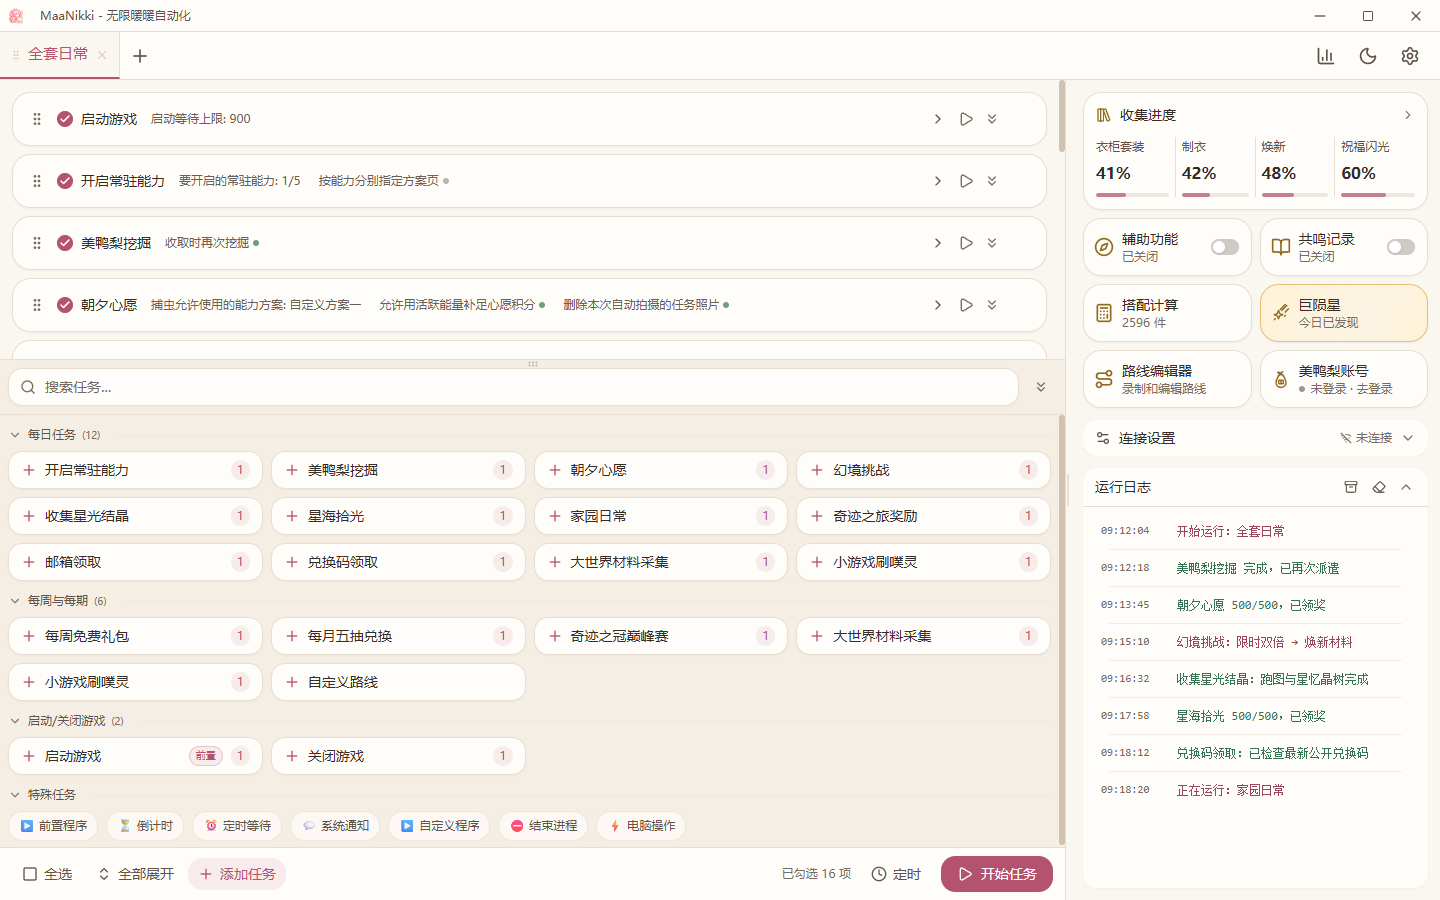 MaaNikki - 无限暖暖自动化
全套日常
启动游戏 启动等待上限: 900
开启常驻能力 要开启的常驻能力: 1/5 按能力分别指定方案页
美鸭梨挖掘 收取时再次挖掘
朝夕心愿 捕虫允许使用的能力方案: 自定义方案一 允许用活跃能量补足心愿积分 删除本次自动拍摄的任务照片
搜索任务...
每日任务 (12)
开启常驻能力 1 美鸭梨挖掘 1 朝夕心愿 1 幻境挑战 1
收集星光结晶 1 星海拾光 1 家园日常 1 奇迹之旅奖励 1
邮箱领取 1 兑换码领取 1 大世界材料采集 1 小游戏刷噗灵 1
每周与每期 (6)
每周免费礼包 1 每月五抽兑换 1 奇迹之冠巅峰赛 1 大世界材料采集 1
小游戏刷噗灵 1 自定义路线
启动/关闭游戏 (2)
启动游戏 前置 1 关闭游戏 1
特殊任务
前置程序 倒计时 定时等待 系统通知 自定义程序 结束进程 电脑操作
全选 全部展开 添加任务 已勾选 16 项 定时 开始任务
收集进度
衣柜套装 制衣 焕新 祝福闪光
41% 42% 48% 60%
辅助功能 共鸣记录
已关闭 已关闭
搭配计算 巨陨星
2596 件 今日已发现
路线编辑器 美鸭梨账号
录制和编辑路线 未登录 · 去登录
连接设置 未连接
运行日志
09:12:04 开始运行：全套日常
09:12:18 美鸭梨挖掘 完成，已再次派遣
09:13:45 朝夕心愿 500/500，已领奖
09:15:10 幻境挑战：限时双倍 → 焕新材料
09:16:32 收集星光结晶：跑图与星忆晶树完成
09:17:58 星海拾光 500/500，已领奖
09:18:12 兑换码领取：已检查最新公开兑换码
09:18:20 正在运行：家园日常